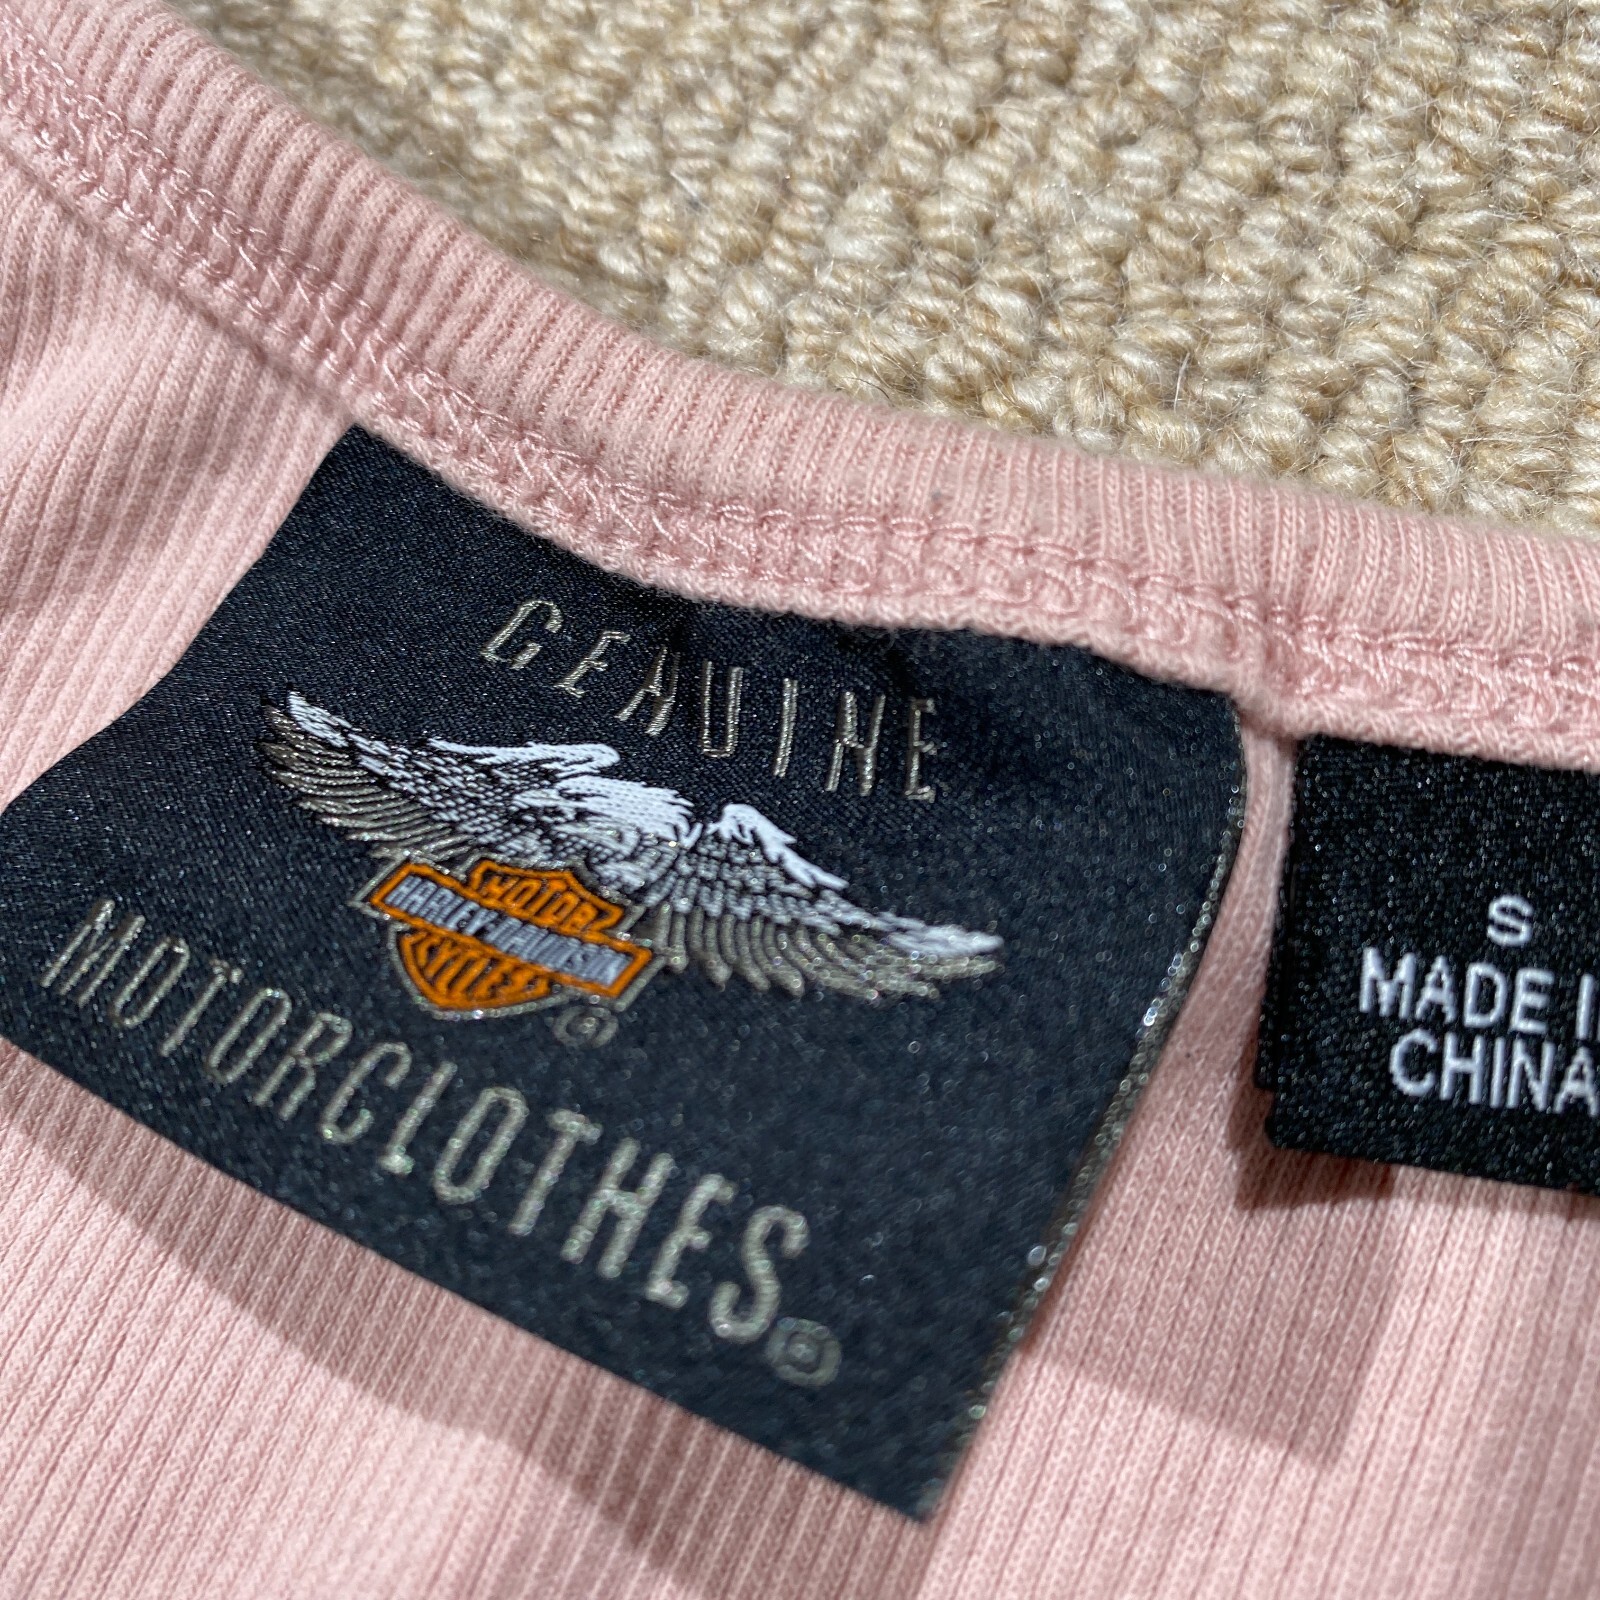 GENUINE
MOTOR
HARLEY-DAVIDSON
CYCLES
®
MOTORCLOTHES®
S
MADE I
CHINA